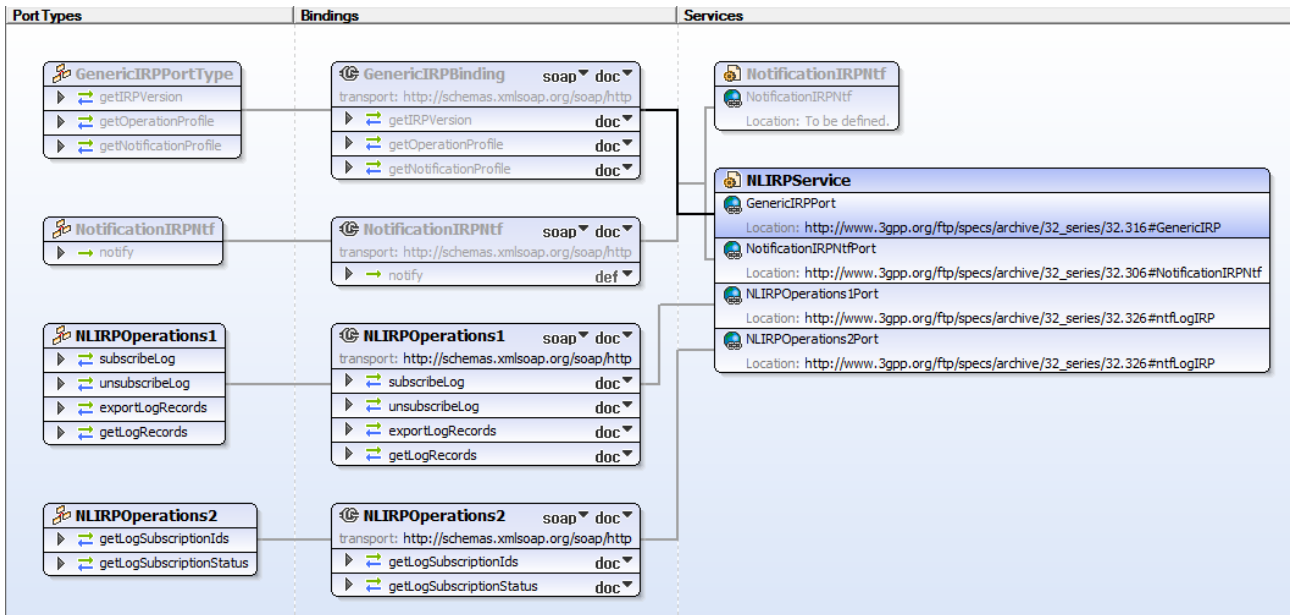 Port Types
Bindings
Services
GenericIRPPortType
getIRPVersion
getOperationProfile
getNotificationProfile
GenericIRPBinding soap doc
transport: http://schemas.xmlsoap.org/soap/http
getIRPVersion doc
getOperationProfile doc
getNotificationProfile doc
NotificationIRPNtf
NotificationIRPNtf
Location: To be defined.
NLIRPService
GenericIRPPort
Location: http://www.3gpp.org/ftp/specs/archive/32_series/32.316#GenericIRP
NotificationIRPNtfPort
Location: http://www.3gpp.org/ftp/specs/archive/32_series/32.306#NotificationIRPNtf
NLIRPOperations1Port
Location: http://www.3gpp.org/ftp/specs/archive/32_series/32.326#ntfLogIRP
NLIRPOperations2Port
Location: http://www.3gpp.org/ftp/specs/archive/32_series/32.326#ntfLogIRP
NotificationIRPNtf
notify
NotificationIRPNtf soap doc
transport: http://schemas.xmlsoap.org/soap/http
notify def
NLIRPOperations1
subscribeLog
unsubscribeLog
exportLogRecords
getLogRecords
NLIRPOperations1 soap doc
transport: http://schemas.xmlsoap.org/soap/http
subscribeLog doc
unsubscribeLog doc
exportLogRecords doc
getLogRecords doc
NLIRPOperations2
getLogSubscriptionIds
getLogSubscriptionStatus
NLIRPOperations2 soap doc
transport: http://schemas.xmlsoap.org/soap/http
getLogSubscriptionIds doc
getLogSubscriptionStatus doc